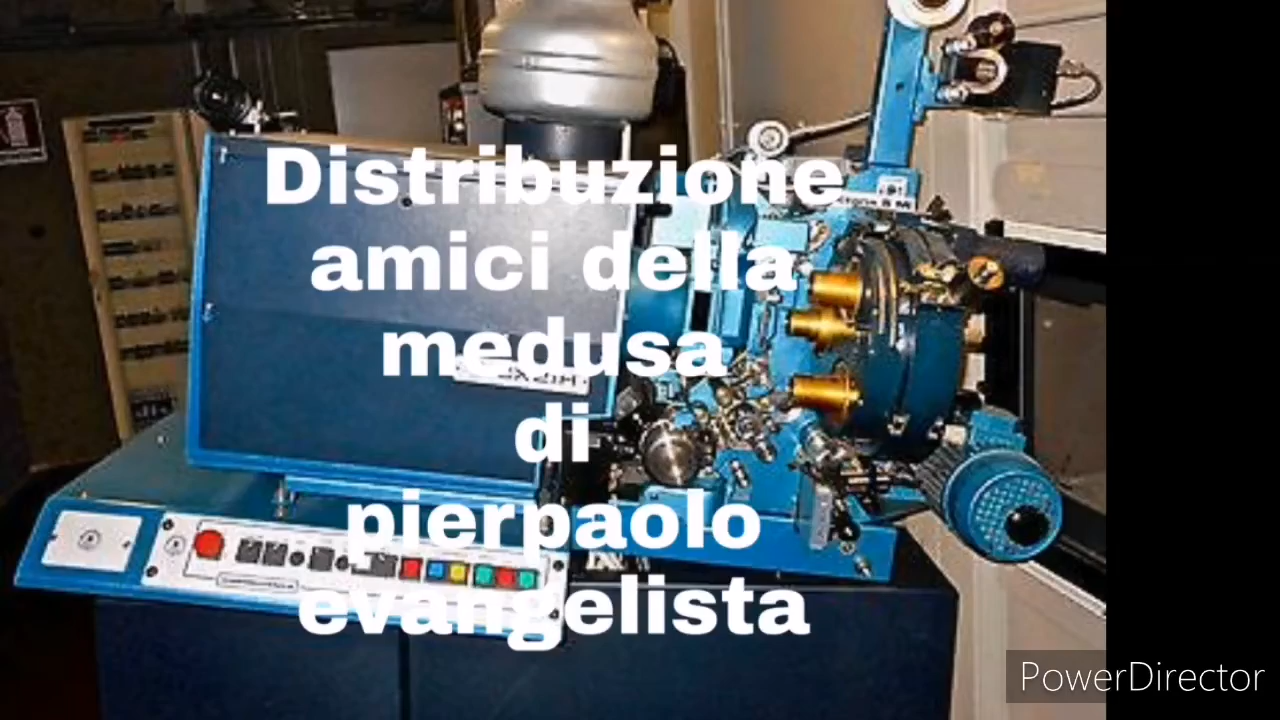 Distribuzione
amici della
medusa
di
pierpaolo
evangelista
PowerDirector